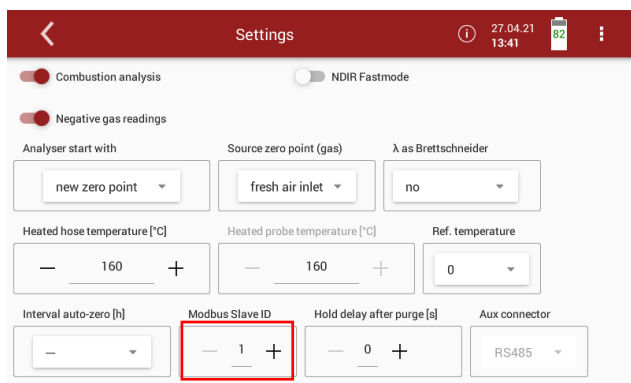 Settings
27.04.21
13:41
82
Combustion analysis
NDIR Fastmode
Negative gas readings
Analyser start with
Source zero point (gas)
λ as Brettschneider
new zero point
fresh air inlet
no
Heated hose temperature [°C]
Heated probe temperature [°C]
Ref. temperature
— 160 +
— 160 +
0
Interval auto-zero [h]
Modbus Slave ID
Hold delay after purge [s]
Aux connector
---
— 1 +
— 0 +
RS485